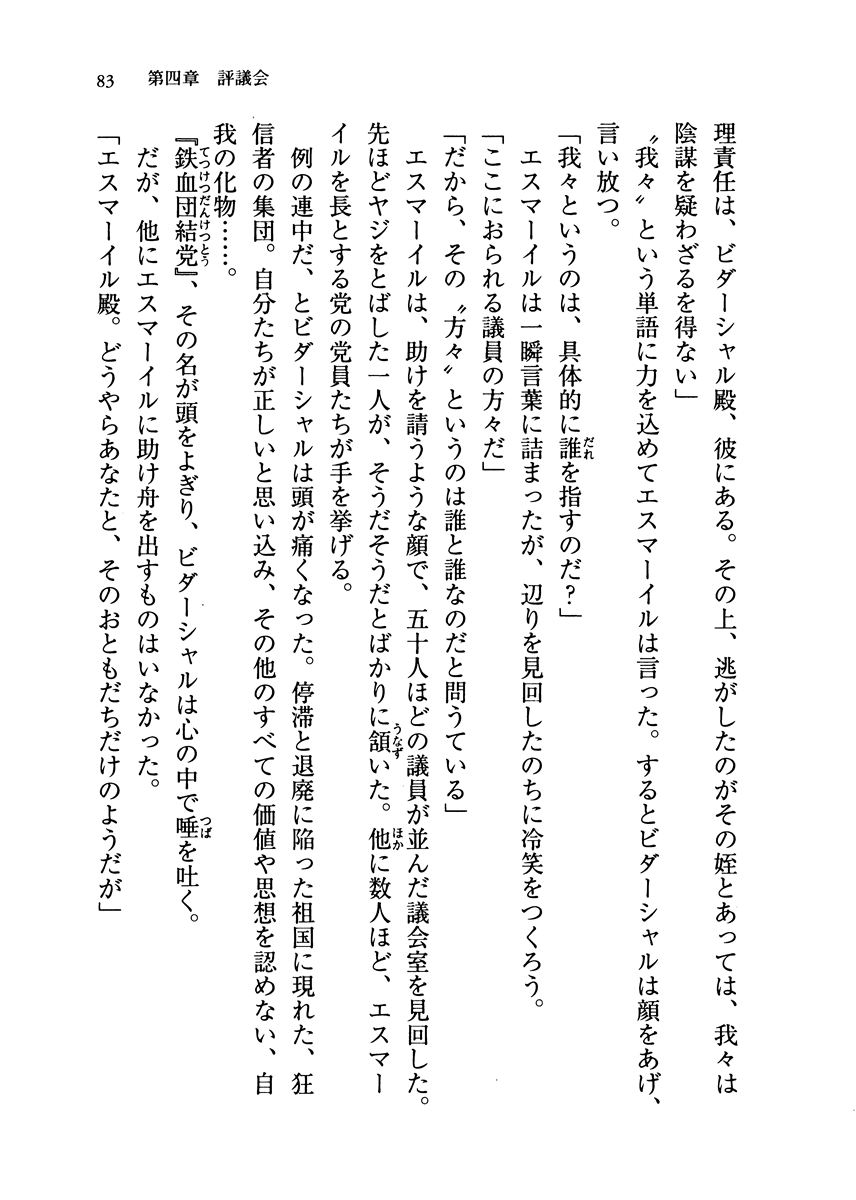 83　第四章　評議会
理責任は、ビダーシャル殿、彼にある。その上、逃がしたのがその姪とあっては、我々は
陰謀を疑わざるを得ない」
〝我々〟という単語に力を込めてエスマーイルは言った。するとビダーシャルは顔をあげ、
言い放つ。
「我々というのは、具体的に誰を指すのだ？」
エスマーイルは一瞬言葉に詰まったが、辺りを見回したのちに冷笑をつくろう。
「ここにおられる議員の方々だ」
「だから、その〝方々〟というのは誰と誰なのだと問うている」
エスマーイルは、助けを請うような顔で、五十人ほどの議員が並んだ議会室を見回した。
先ほどヤジをとばした一人が、そうだそうだとばかりに頷いた。他に数人ほど、エスマー
イルを長とする党の党員たちが手を挙げる。
例の連中だ、とビダーシャルは頭が痛くなった。停滞と退廃に陥った祖国に現れた、狂
信者の集団。自分たちが正しいと思い込み、その他のすべての価値や思想を認めない、自
我の化物……。
『鉄血団結党』、その名が頭をよぎり、ビダーシャルは心の中で唾を吐く。
だが、他にエスマーイルに助け舟を出すものはいなかった。
「エスマーイル殿。どうやらあなたと、そのおともだちだけのようだが」